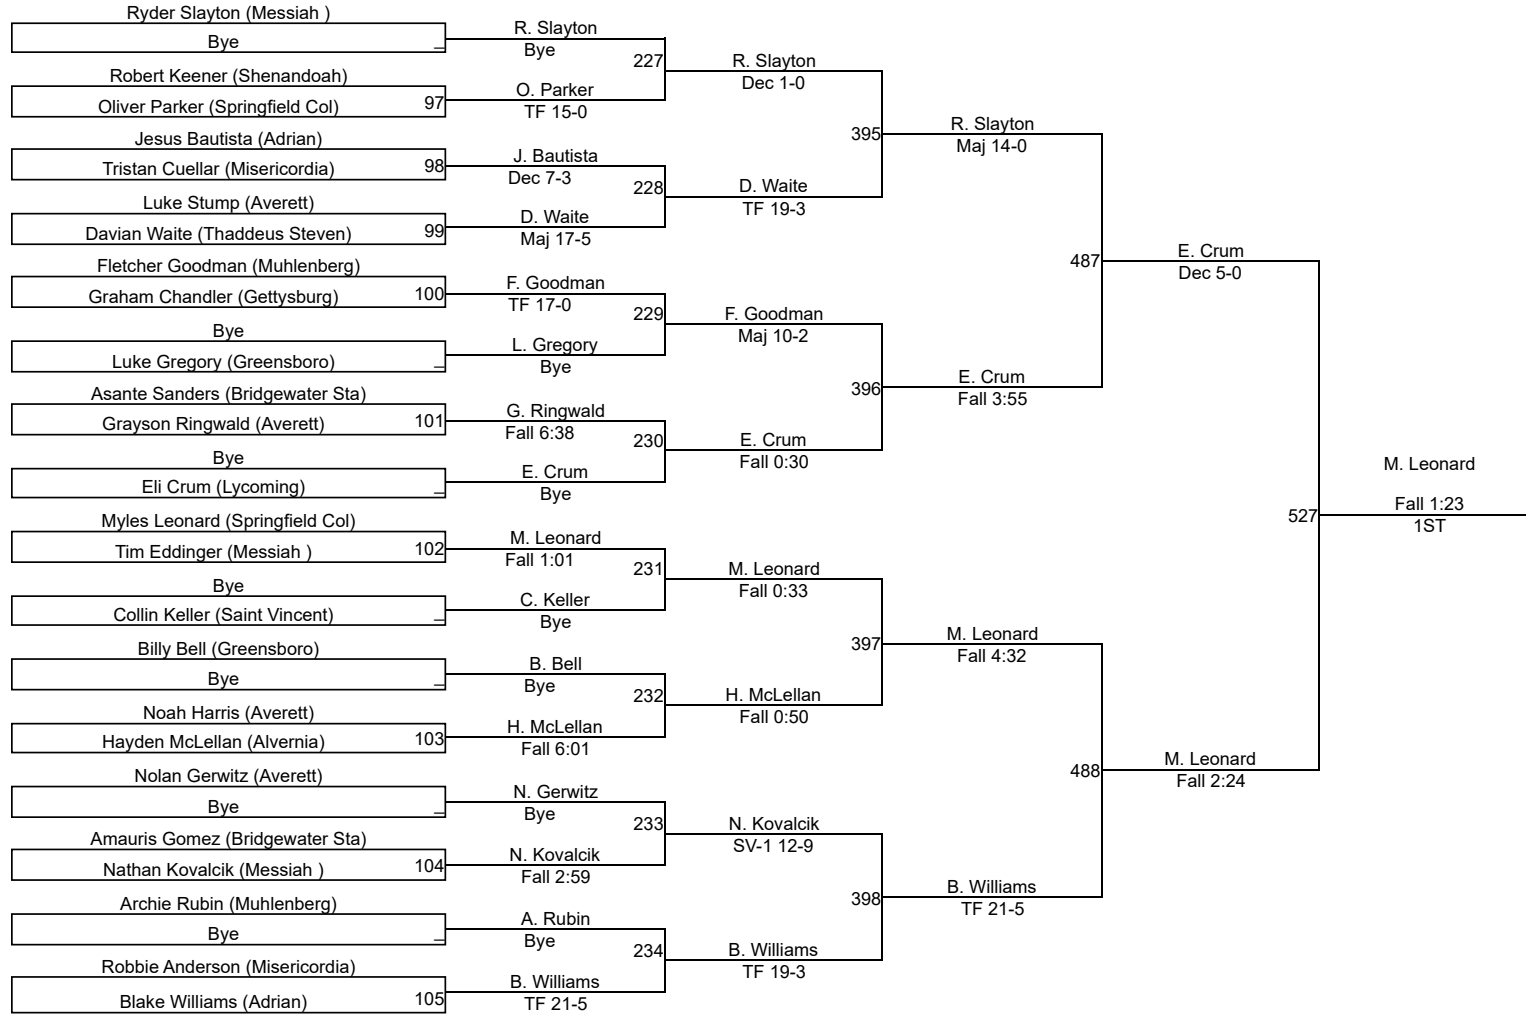 Ryder Slayton (Messiah )
Bye
_
R. Slayton
Bye
227
Robert Keener (Shenandoah)
Oliver Parker (Springfield Col)
97
O. Parker
TF 15-0
R. Slayton
Dec 1-0
Jesus Bautista (Adrian)
Tristan Cuellar (Misericordia)
98
J. Bautista
Dec 7-3
228
395
R. Slayton
Maj 14-0
Luke Stump (Averett)
Davian Waite (Thaddeus Steven)
99
D. Waite
Maj 17-5
D. Waite
TF 19-3
Fletcher Goodman (Muhlenberg)
Graham Chandler (Gettysburg)
100
F. Goodman
TF 17-0
229
487
E. Crum
Dec 5-0
Bye
Luke Gregory (Greensboro)
_
L. Gregory
Bye
F. Goodman
Maj 10-2
Asante Sanders (Bridgewater Sta)
Grayson Ringwald (Averett)
101
G. Ringwald
Fall 6:38
230
396
E. Crum
Fall 3:55
Bye
Eli Crum (Lycoming)
_
E. Crum
Bye
E. Crum
Fall 0:30
M. Leonard
Fall 1:23
1ST
527
Myles Leonard (Springfield Col)
Tim Eddinger (Messiah )
102
M. Leonard
Fall 1:01
231
Bye
Collin Keller (Saint Vincent)
_
C. Keller
Bye
M. Leonard
Fall 0:33
Billy Bell (Greensboro)
Bye
_
B. Bell
Bye
232
397
M. Leonard
Fall 4:32
Noah Harris (Averett)
Hayden McLellan (Alvernia)
103
H. McLellan
Fall 6:01
H. McLellan
Fall 0:50
Nolan Gerwitz (Averett)
Bye
_
N. Gerwitz
Bye
233
488
M. Leonard
Fall 2:24
Amauris Gomez (Bridgewater Sta)
Nathan Kovalcik (Messiah )
104
N. Kovalcik
Fall 2:59
N. Kovalcik
SV-1 12-9
Archie Rubin (Muhlenberg)
Bye
_
A. Rubin
Bye
234
398
B. Williams
TF 21-5
Robbie Anderson (Misericordia)
Blake Williams (Adrian)
105
B. Williams
TF 21-5
B. Williams
TF 19-3